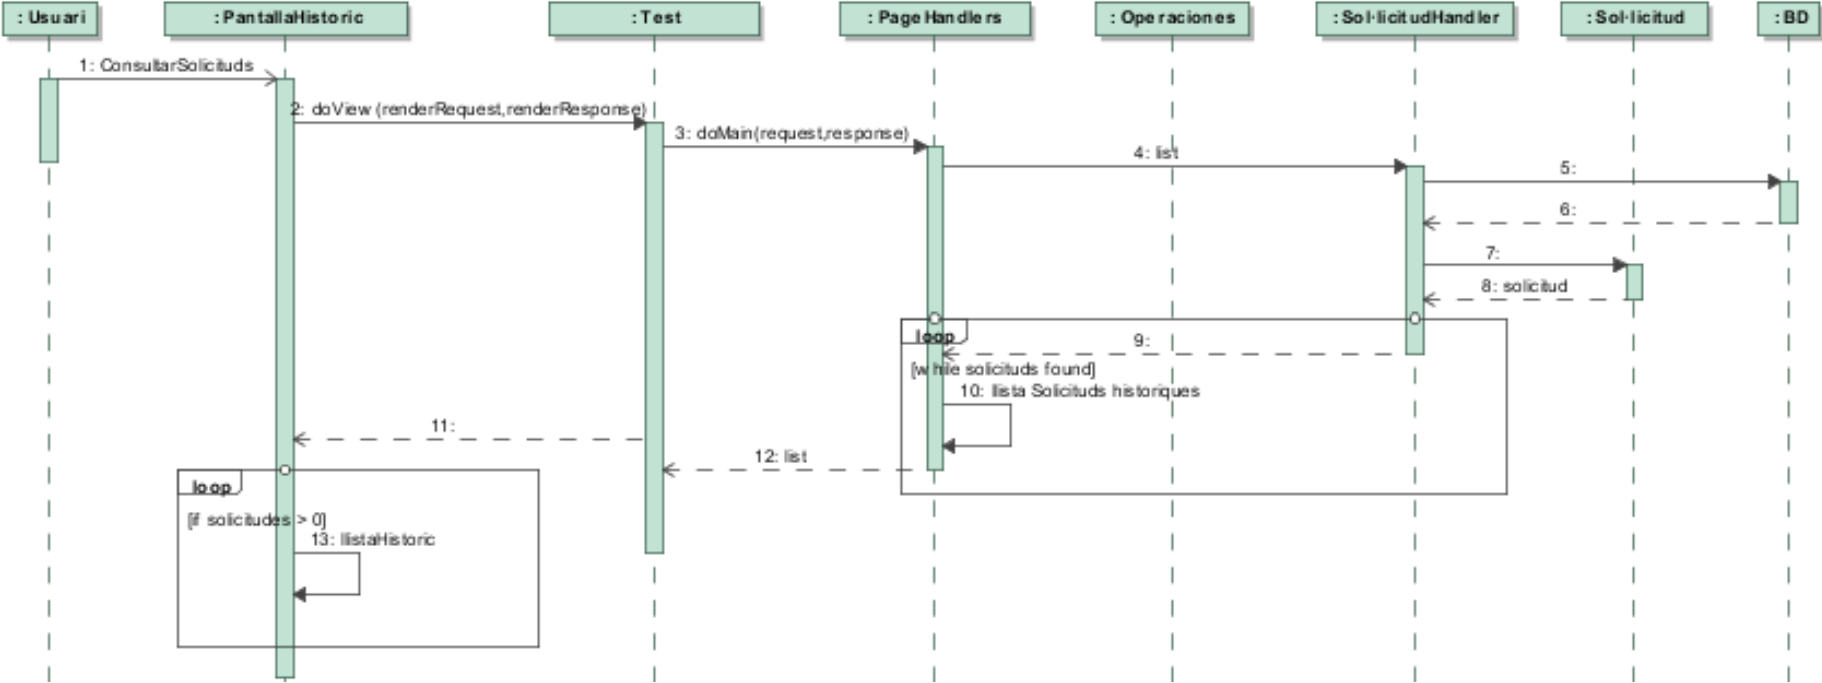 : Usuari
: PantallaHistoric
: Test
: PageHandlers
: Operaciones
: Sol·licitudHandler
: Sol·licitud
: BD
1: ConsultarSolicituds
2: doView (renderRequest,renderResponse)
3: doMain(request,response)
4: list
5:
6:
7:
8: solicitud
loop
9:
[while solicituds found]
10: llista Solicituds historiques
11:
12: list
loop
[if solicitudes > 0]
13: llistaHistoric